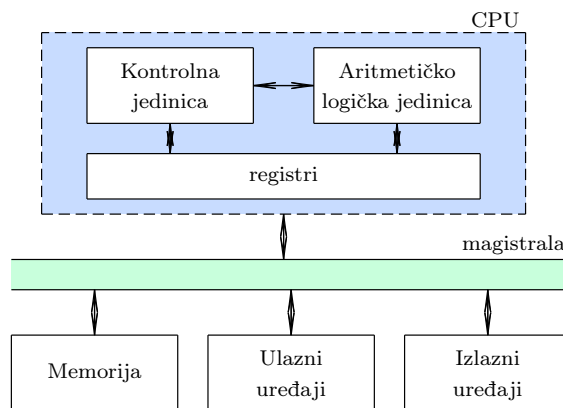 CPU
Kontrolna
jedinica
Aritmetičko
logička jedinica
registri
magistrala
Memorija
Ulazni
uređaji
Izlazni
uređaji